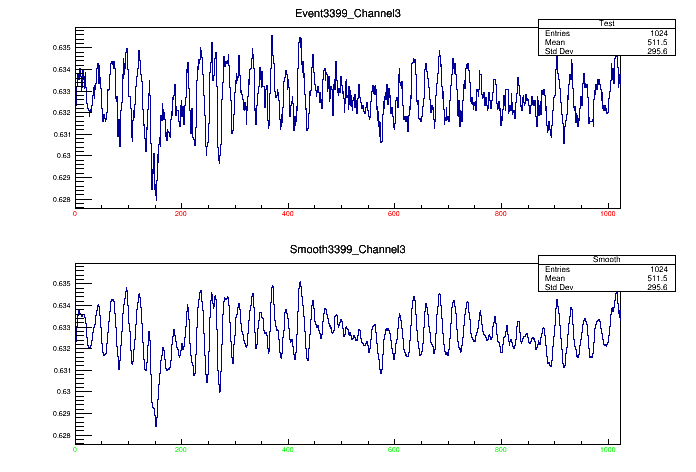 Event3399_Channel3
Test
Entries 1024
Mean 511.5
Std Dev 295.6
0.635
0.634
0.633
0.632
0.631
0.63
0.629
0.628
0 200 400 600 800 1000
Smooth3399_Channel3
Smooth
Entries 1024
Mean 511.5
Std Dev 295.6
0.635
0.634
0.633
0.632
0.631
0.63
0.629
0.628
0 200 400 600 800 1000